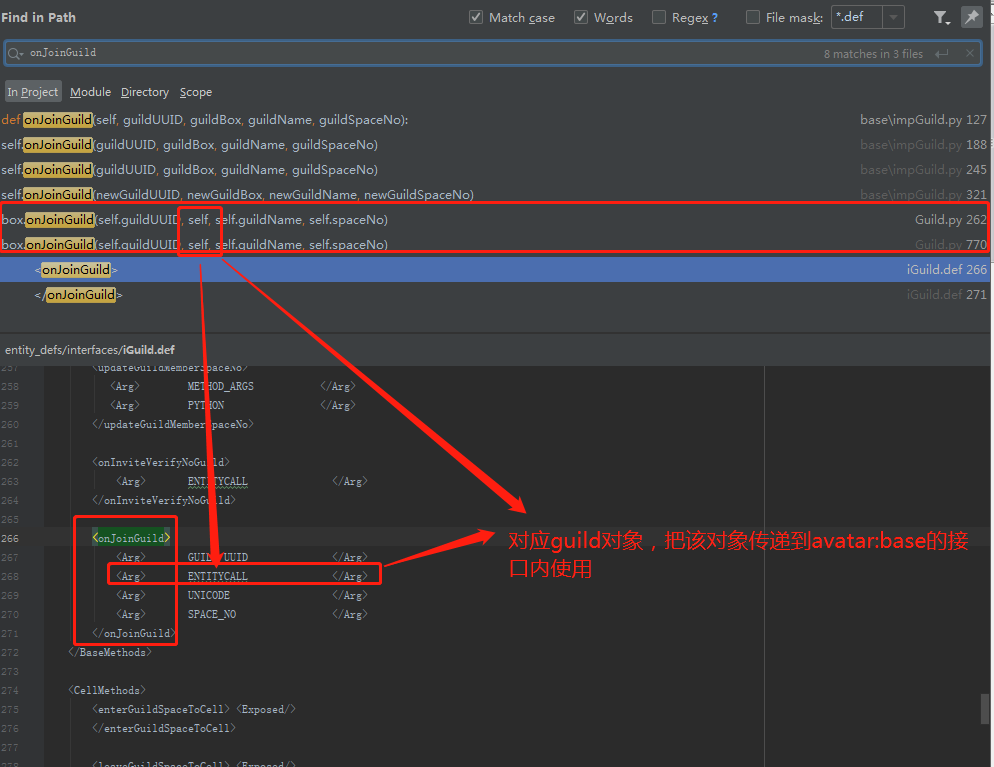 Find in Path
Match case
Words
Regex ?
File mask: *.def
onJoinGuild
8 matches in 3 files
In Project Module Directory Scope
def onJoinGuild(self, guildUUID, guildBox, guildName, guildSpaceNo): base\impGuild.py 127
self.onJoinGuild(guildUUID, guildBox, guildName, guildSpaceNo) base\impGuild.py 188
self.onJoinGuild(guildUUID, guildBox, guildName, guildSpaceNo) base\impGuild.py 245
self.onJoinGuild(newGuildUUID, newGuildBox, newGuildName, newGuildSpaceNo) base\impGuild.py 321
box.onJoinGuild(self.guildUUID, self, self.guildName, self.spaceNo) Guild.py 262
box.onJoinGuild(self.guildUUID, self, self.guildName, self.spaceNo) Guild.py 770
<onJoinGuild> iGuild.def 266
</onJoinGuild> iGuild.def 271
entity_defs/interfaces/iGuild.def
257 <updateGuildMemberSpaceNo>
258 <Arg> METHOD_ARGS </Arg>
259 <Arg> PYTHON </Arg>
260 </updateGuildMemberSpaceNo>
261
262 <onInviteVerifyNoGuild>
263 <Arg> ENTITYCALL </Arg>
264 </onInviteVerifyNoGuild>
265
266 <onJoinGuild>
267 <Arg> GUILD_UUID </Arg>
268 <Arg> ENTITYCALL </Arg>
269 <Arg> UNICODE </Arg>
270 <Arg> SPACE_NO </Arg>
271 </onJoinGuild>
272 </BaseMethods>
273
274 <CellMethods>
275 <enterGuildSpaceToCell> <Exposed/>
276 </enterGuildSpaceToCell>
277
278 <leaveGuildSpaceToCell> <Exposed/>
对应guild对象，把该对象传递到avatar:base的接
口内使用